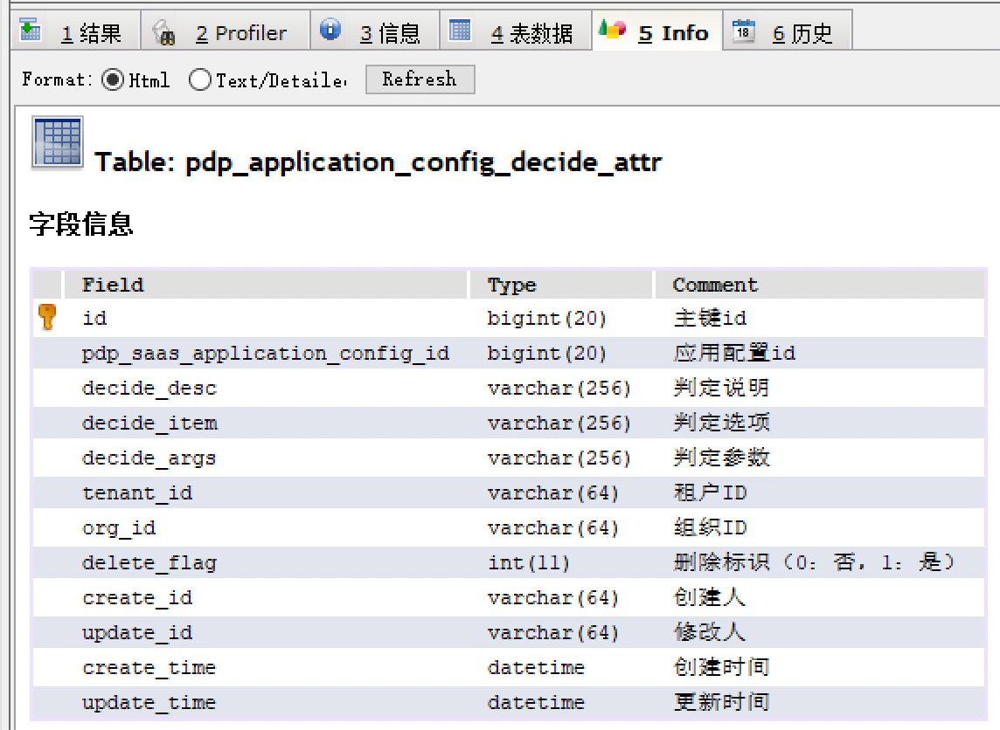 1 结果 2 Profiler 3 信息 4 表数据 5 Info 6 历史
Format: Html Text/Detaile
Refresh
Table: pdp_application_config_decide_attr
字段信息
Field Type Comment
id bigint(20) 主键id
pdp_saas_application_config_id bigint(20) 应用配置id
decide_desc varchar(256) 判定说明
decide_item varchar(256) 判定选项
decide_args varchar(256) 判定参数
tenant_id varchar(64) 租户ID
org_id varchar(64) 组织ID
delete_flag int(11) 删除标识（0：否，1：是）
create_id varchar(64) 创建人
update_id varchar(64) 修改人
create_time datetime 创建时间
update_time datetime 更新时间